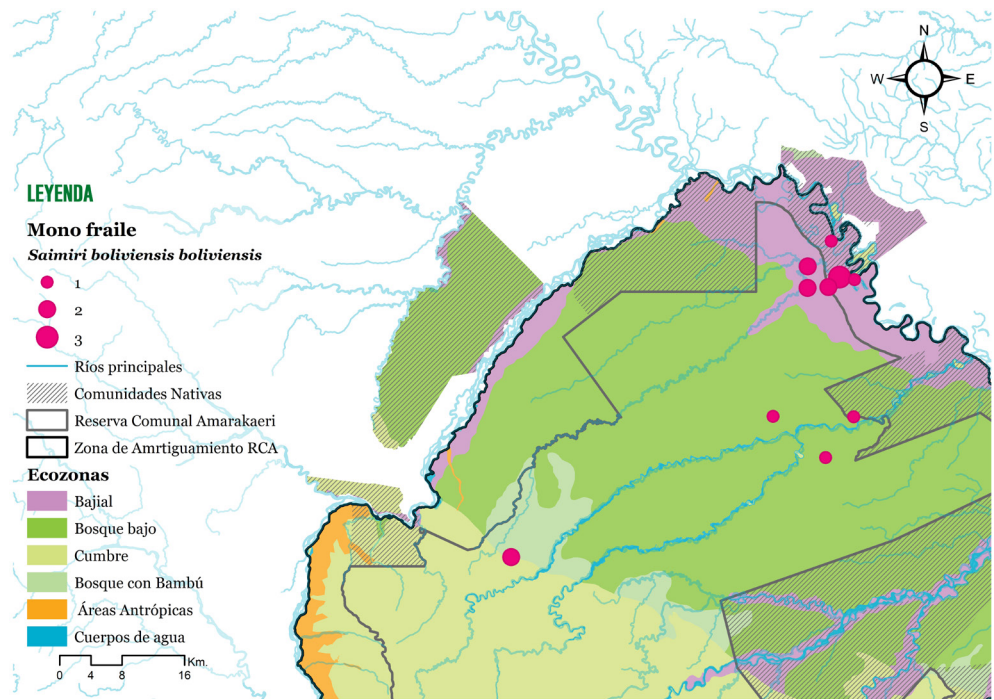 N
W
E
S
LEYENDA
Mono fraile
Saimiri boliviensis boliviensis
1
2
3
Ríos principales
Comunidades Nativas
Reserva Comunal Amarakaeri
Zona de Amrtiguamiento RCA
Ecozonas
Bajial
Bosque bajo
Cumbre
Bosque con Bambú
Áreas Antrópicas
Cuerpos de agua
Km.
0 4 8 16